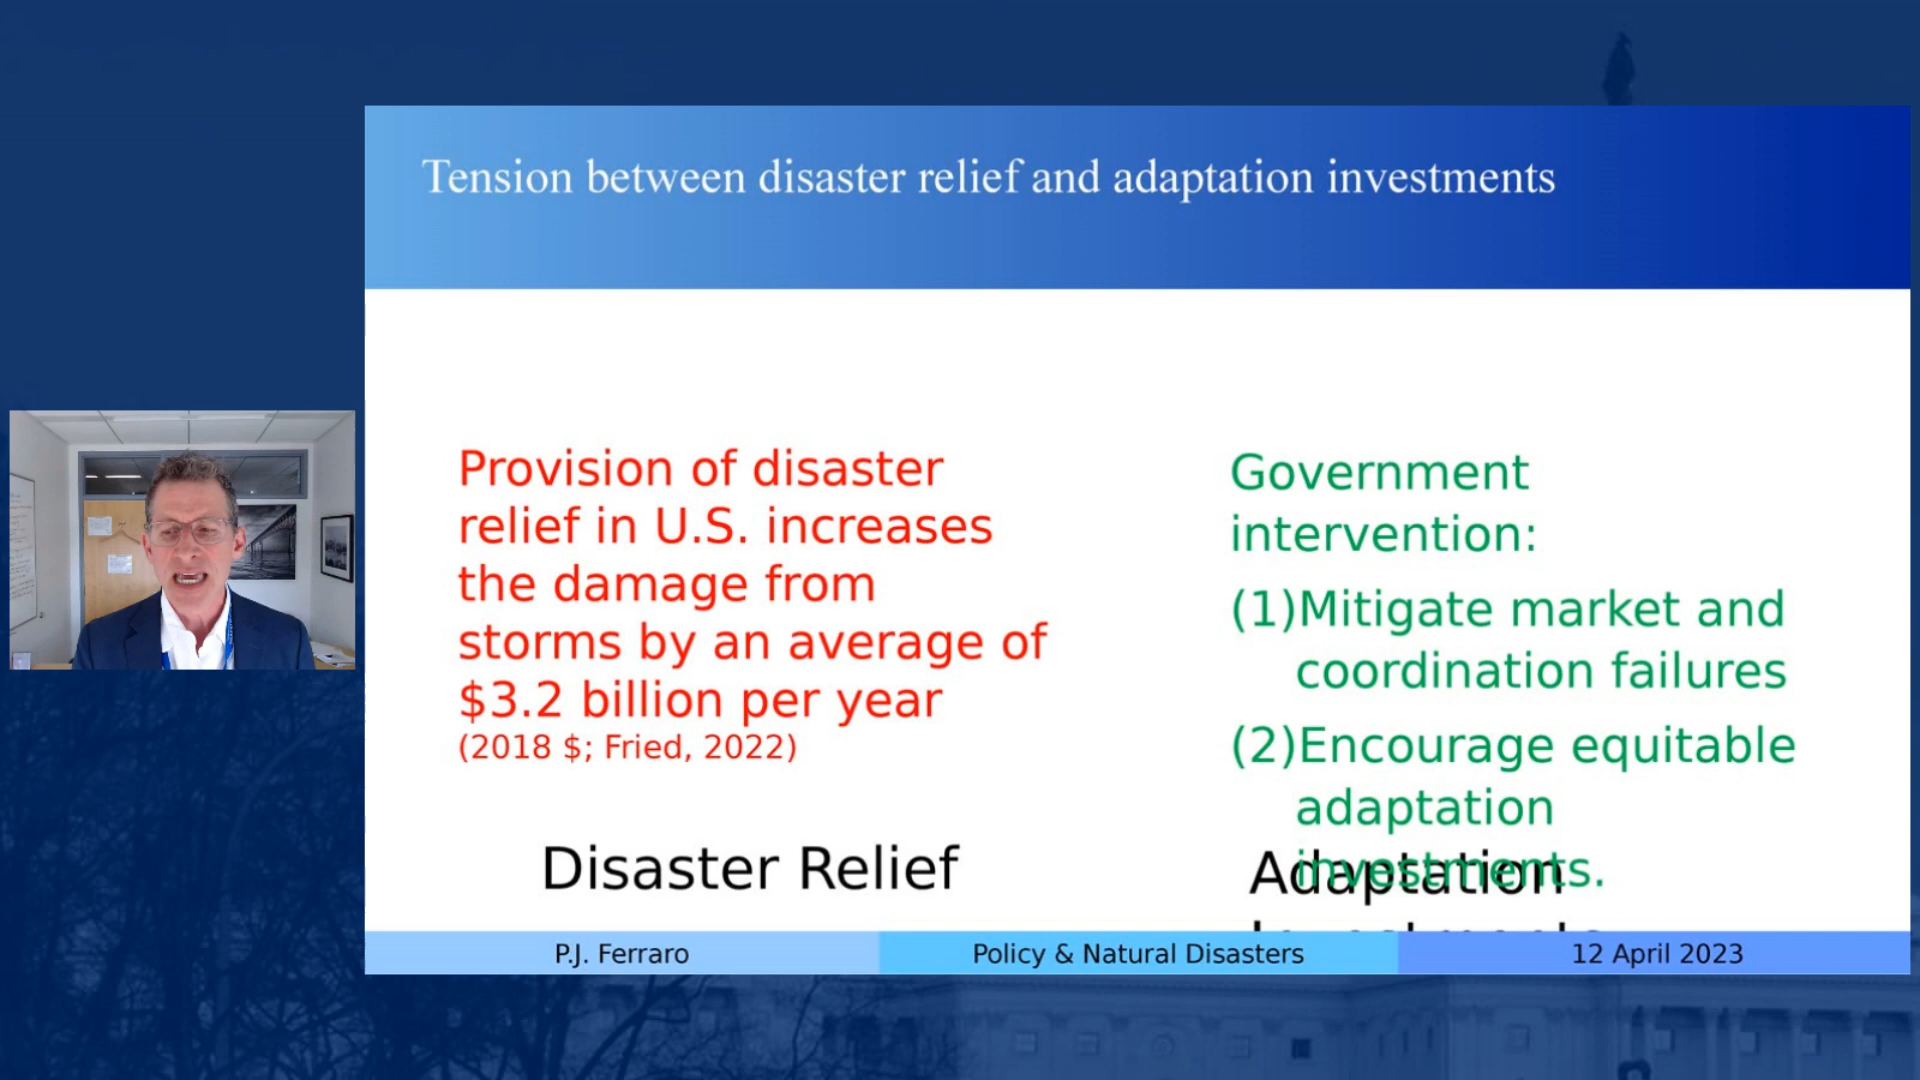 Tension between disaster relief and adaptation investments
Provision of disaster
relief in U.S. increases
the damage from
storms by an average of
$3.2 billion per year
(2018 $; Fried, 2022)
Disaster Relief
Government
intervention:
(1)Mitigate market and
coordination failures
(2)Encourage equitable
adaptation
investments.
Adaptation
P.J. Ferraro
Policy & Natural Disasters
12 April 2023